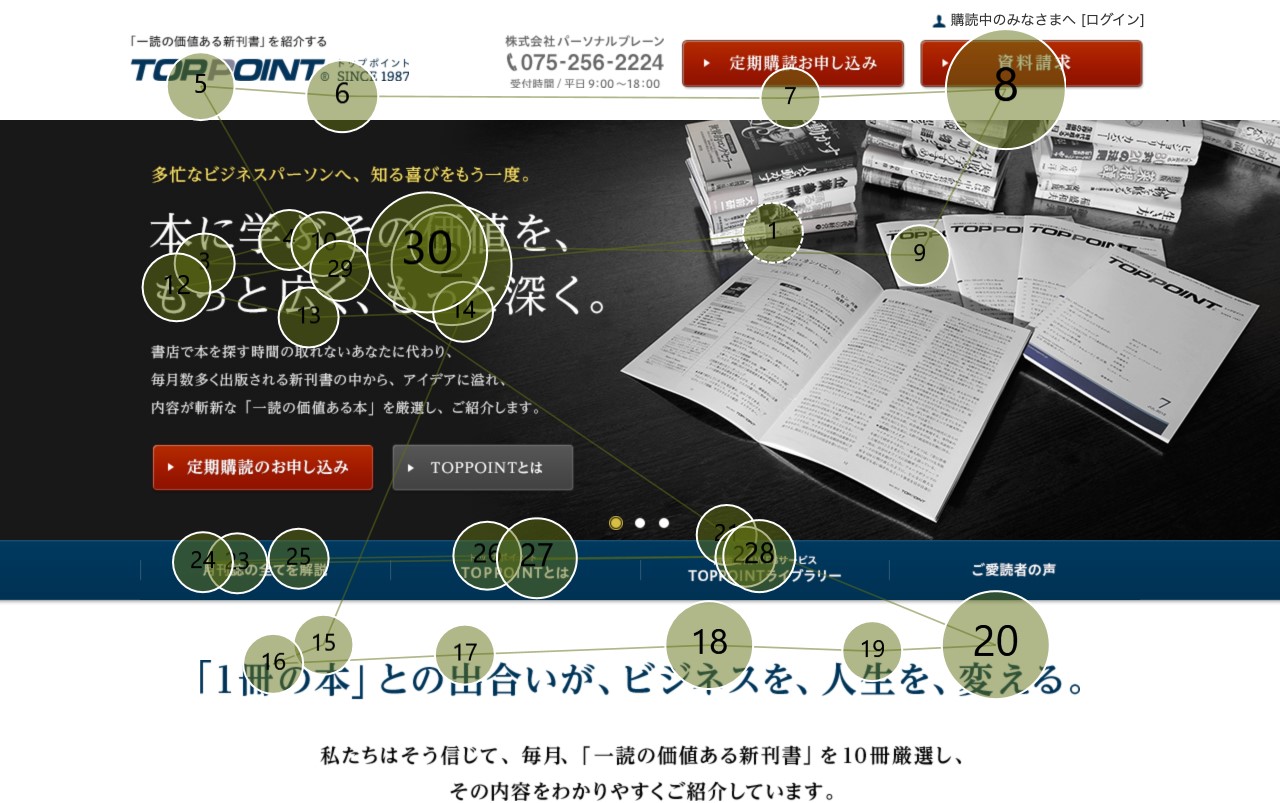 購読中のみなさまへ [ログイン]
「一読の価値ある新刊書」を紹介する
TOPPOINT® トップポイント SINCE 1987
株式会社パーソナルブレーン
075-256-2224
受付時間 / 平日 9:00～18:00
定期購読お申し込み
資料請求
5
6
7
8
多忙なビジネスパーソンへ、知る喜びをもう一度。
本に学ぶその価値を、
もっと広く、もっと深く。
4
10
30
1
3
29
9
12
13
14
書店で本を探す時間の取れないあなたに代わり、
毎月数多く出版される新刊書の中から、アイデアに溢れ、
内容が斬新な「一読の価値ある本」を厳選し、ご紹介します。
定期購読のお申し込み
TOPPOINTとは
TOPPOINT
TOPPOINT
TOPPOINT
TOPPOINT
7
24
23
25
26
27
28
月刊誌の全てを解説
TOPPOINTとは
サービス
TOPPOINTライブラリー
ご愛読者の声
15
16
17
18
19
20
「1冊の本」との出合いが、ビジネスを、人生を、変える。
私たちはそう信じて、毎月、「一読の価値ある新刊書」を10冊厳選し、
その内容をわかりやすくご紹介しています。